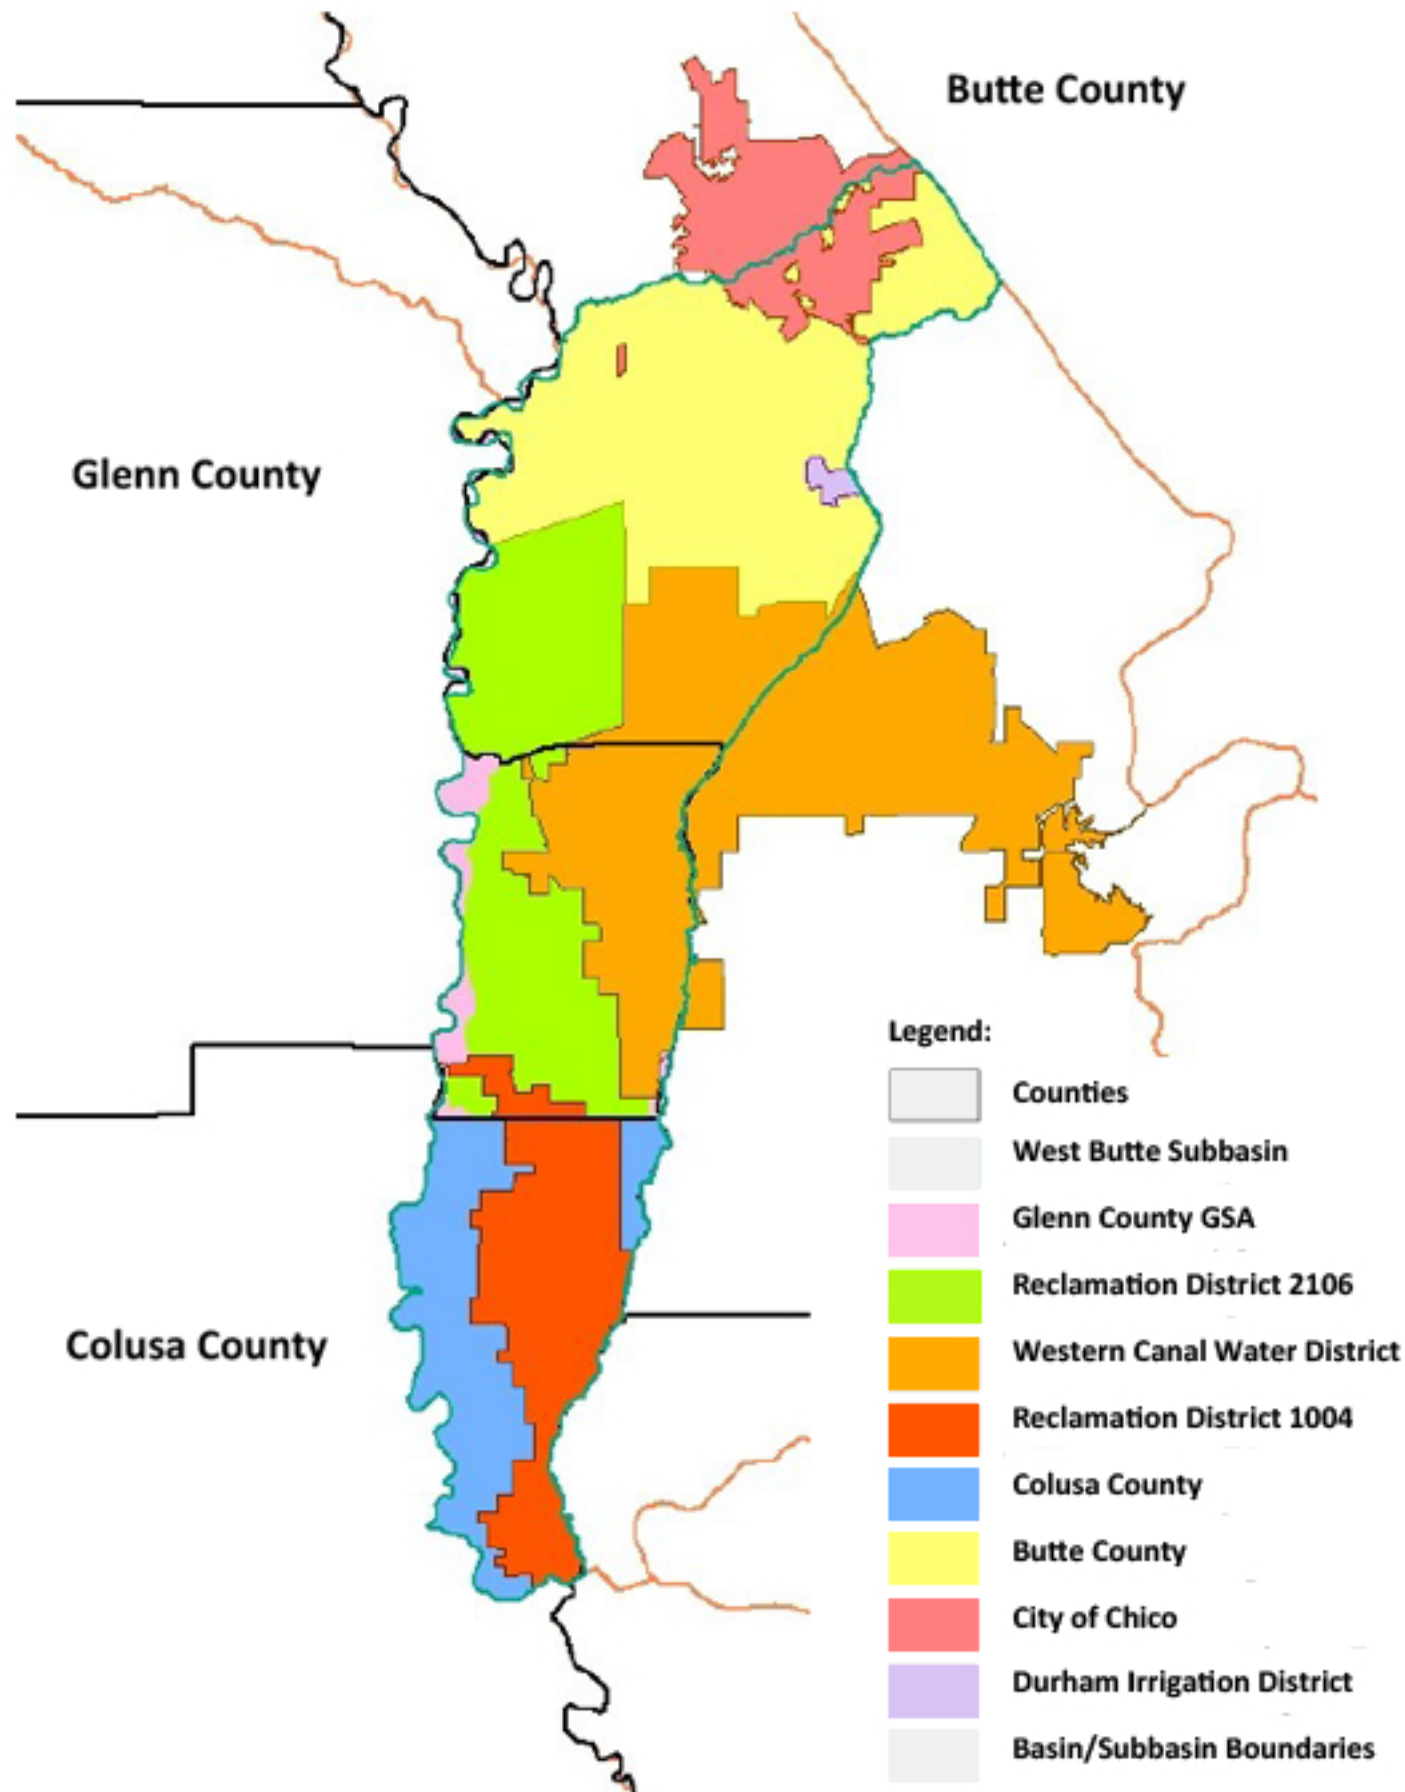 Butte County
Glenn County
Colusa County
Legend:
Counties
West Butte Subbasin
Glenn County GSA
Reclamation District 2106
Western Canal Water District
Reclamation District 1004
Colusa County
Butte County
City of Chico
Durham Irrigation District
Basin/Subbasin Boundaries